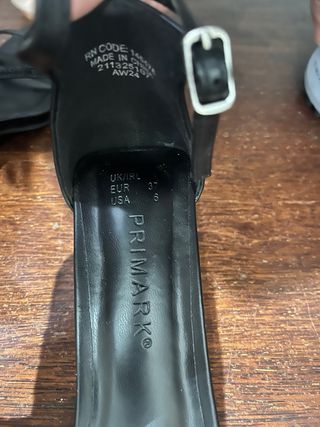 RN CODE:
MADE IN
AW24
UK/IRL
EUR 37
USA 6
PRIMARK®